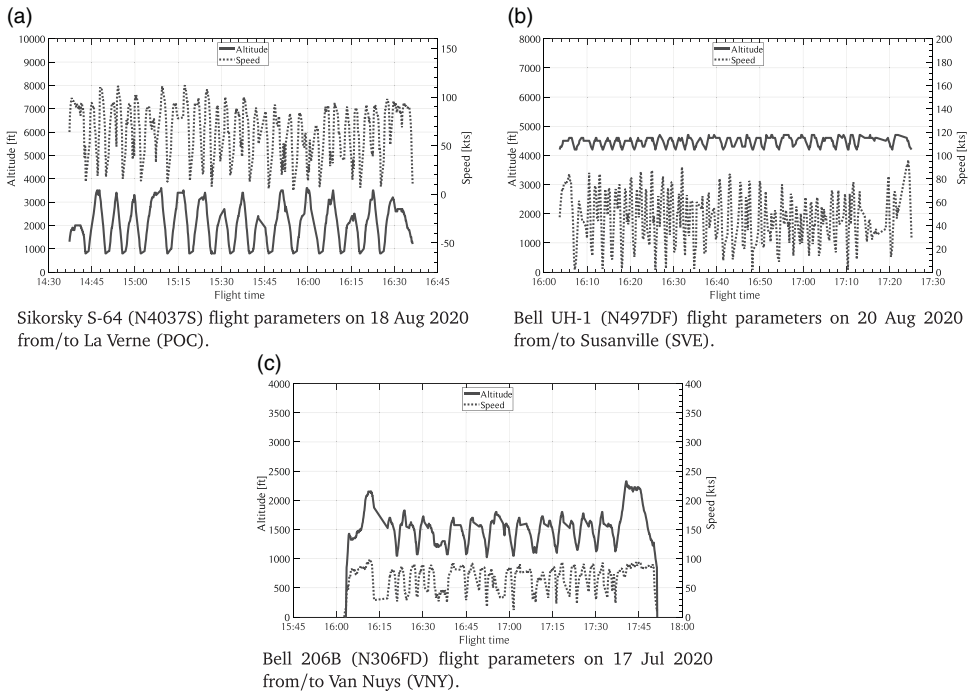 (a)
10000
9000
8000
7000
6000
5000
4000
3000
2000
1000
0
Altitude [ft]
Altitude
Speed
150
100
50
0
-50
Speed [kts]
14:30 14:45 15:00 15:15 15:30 15:45 16:00 16:15 16:30 16:45
Flight time
Sikorsky S-64 (N4037S) flight parameters on 18 Aug 2020
from/to La Verne (POC).
(b)
8000
7000
6000
5000
4000
3000
2000
1000
0
Altitude [ft]
Altitude
Speed
200
180
160
140
120
100
80
60
40
20
0
Speed [kts]
16:00 16:10 16:20 16:30 16:40 16:50 17:00 17:10 17:20 17:30
Flight time
Bell UH-1 (N497DF) flight parameters on 20 Aug 2020
from/to Susanville (SVE).
(c)
4000
3500
3000
2500
2000
1500
1000
500
0
Altitude [ft]
Altitude
Speed
400
350
300
250
200
150
100
50
0
Speed [kts]
15:45 16:00 16:15 16:30 16:45 17:00 17:15 17:30 17:45 18:00
Flight time
Bell 206B (N306FD) flight parameters on 17 Jul 2020
from/to Van Nuys (VNY).